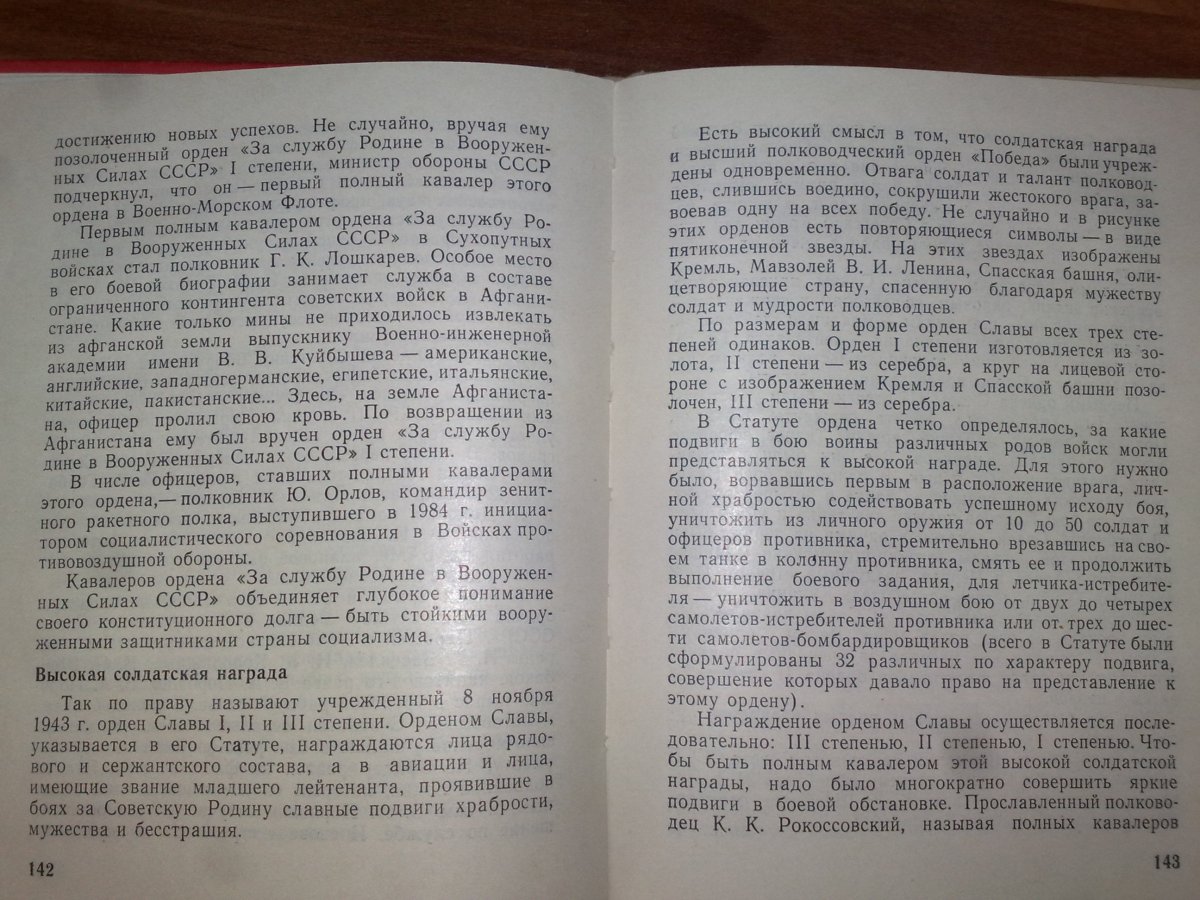 достижению новых успехов. Не случайно, вручая ему
позолоченный орден «За службу Родине в Вооружен-
ных Силах СССР» I степени, министр обороны СССР
подчеркнул, что он — первый полный кавалер этого
ордена в Военно-Морском Флоте.
Первым полным кавалером ордена «За службу Ро-
дине в Вооруженных Силах СССР» в Сухопутных
войсках стал полковник Г. К. Лошкарев. Особое место
в его боевой биографии занимает служба в составе
ограниченного контингента советских войск в Афгани-
стане. Какие только мины не приходилось извлекать
из афганской земли выпускнику Военно-инженерной
академии имени В. В. Куйбышева — американские,
английские, западногерманские, египетские, итальянские,
китайские, пакистанские... Здесь, на земле Афганиста-
на, офицер пролил свою кровь. По возвращении из
Афганистана ему был вручен орден «За службу Ро-
дине в Вооруженных Силах СССР» I степени.
В числе офицеров, ставших полными кавалерами
этого ордена,— полковник Ю. Орлов, командир зенит-
ного ракетного полка, выступившего в 1984 г. инициа-
тором социалистического соревнования в Войсках про-
тивовоздушной обороны.
Кавалеров ордена «За службу Родине в Вооружен-
ных Силах СССР» объединяет глубокое понимание
своего конституционного долга — быть стойкими воору-
женными защитниками страны социализма.
Высокая солдатская награда
Так по праву называют учрежденный 8 ноября
1943 г. орден Славы I, II и III степени. Орденом Славы,
указывается в его Статуте, награждаются лица рядо-
вого и сержантского состава, а в авиации и лица,
имеющие звание младшего лейтенанта, проявившие в
боях за Советскую Родину славные подвиги храбрости,
мужества и бесстрашия.
142
Есть высокий смысл в том, что солдатская награда
и высший полководческий орден «Победа» были учреж-
дены одновременно. Отвага солдат и талант полковод-
цев, слившись воедино, сокрушили жестокого врага, за-
воевав одну на всех победу. Не случайно и в рисунке
этих орденов есть повторяющиеся символы — в виде
пятиконечной звезды. На этих звездах изображены
Кремль, Мавзолей В. И. Ленина, Спасская башня, оли-
цетворяющие страну, спасенную благодаря мужеству
солдат и мудрости полководцев.
По размерам и форме орден Славы всех трех сте-
пеней одинаков. Орден I степени изготовляется из зо-
лота, II степени — из серебра, а круг на лицевой сто-
роне с изображением Кремля и Спасской башни позо-
лочен, III степени — из серебра.
В Статуте ордена четко определялось, за какие
подвиги в бою воины различных родов войск могли
представляться к высокой награде. Для этого нужно
было, ворвавшись первым в расположение врага, лич-
ной храбростью содействовать успешному исходу боя,
уничтожить из личного оружия от 10 до 50 солдат и
офицеров противника, стремительно врезавшись на сво-
ем танке в колонну противника, смять ее и продолжить
выполнение боевого задания, для летчика-истребите-
ля — уничтожить в воздушном бою от двух до четырех
самолетов-истребителей противника или от трех до шес-
ти самолетов-бомбардировщиков (всего в Статуте были
сформулированы 32 различных по характеру подвига,
совершение которых давало право на представление к
этому ордену).
Награждение орденом Славы осуществляется после-
довательно: III степенью, II степенью, I степенью. Что-
бы быть полным кавалером этой высокой солдатской
награды, надо было многократно совершить яркие
подвиги в боевой обстановке. Прославленный полково-
дец К. К. Рокоссовский, называя полных кавалеров
143